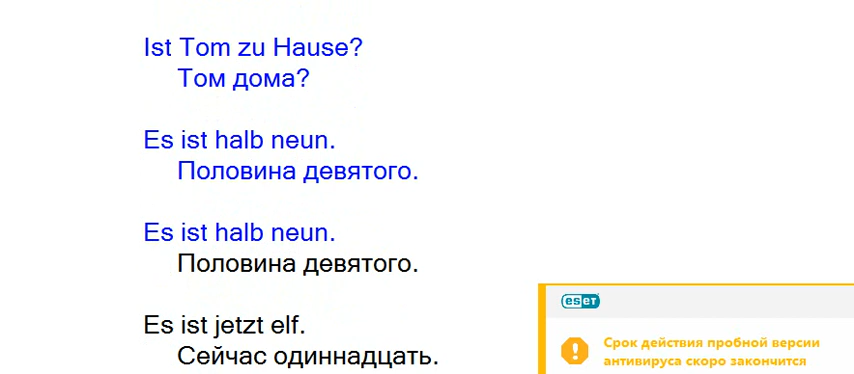 Ist Tom zu Hause?
Том дома?
Es ist halb neun.
Половина девятого.
Es ist halb neun.
Половина девятого.
Es ist jetzt elf.
Сейчас одиннадцать.
eset
Срок действия пробной версии
антивируса скоро закончится